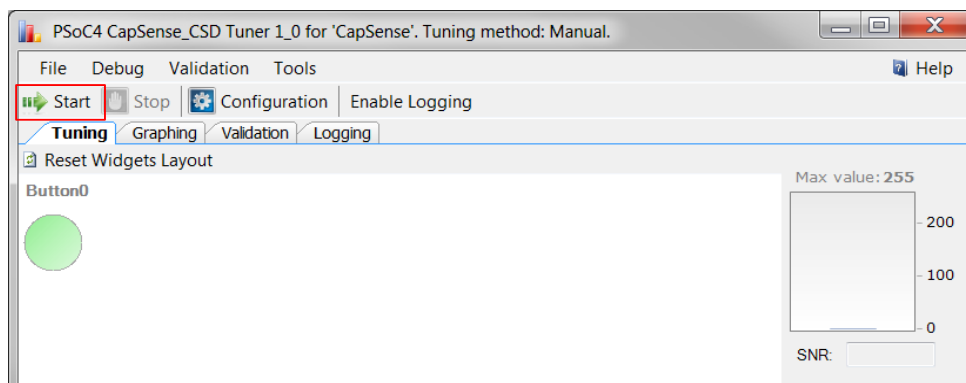 PSoC4 CapSense_CSD Tuner 1_0 for 'CapSense'. Tuning method: Manual.
File Debug Validation Tools Help
Start Stop Configuration Enable Logging
Tuning Graphing Validation Logging
Reset Widgets Layout
Button0
Max value: 255
200
100
0
SNR: